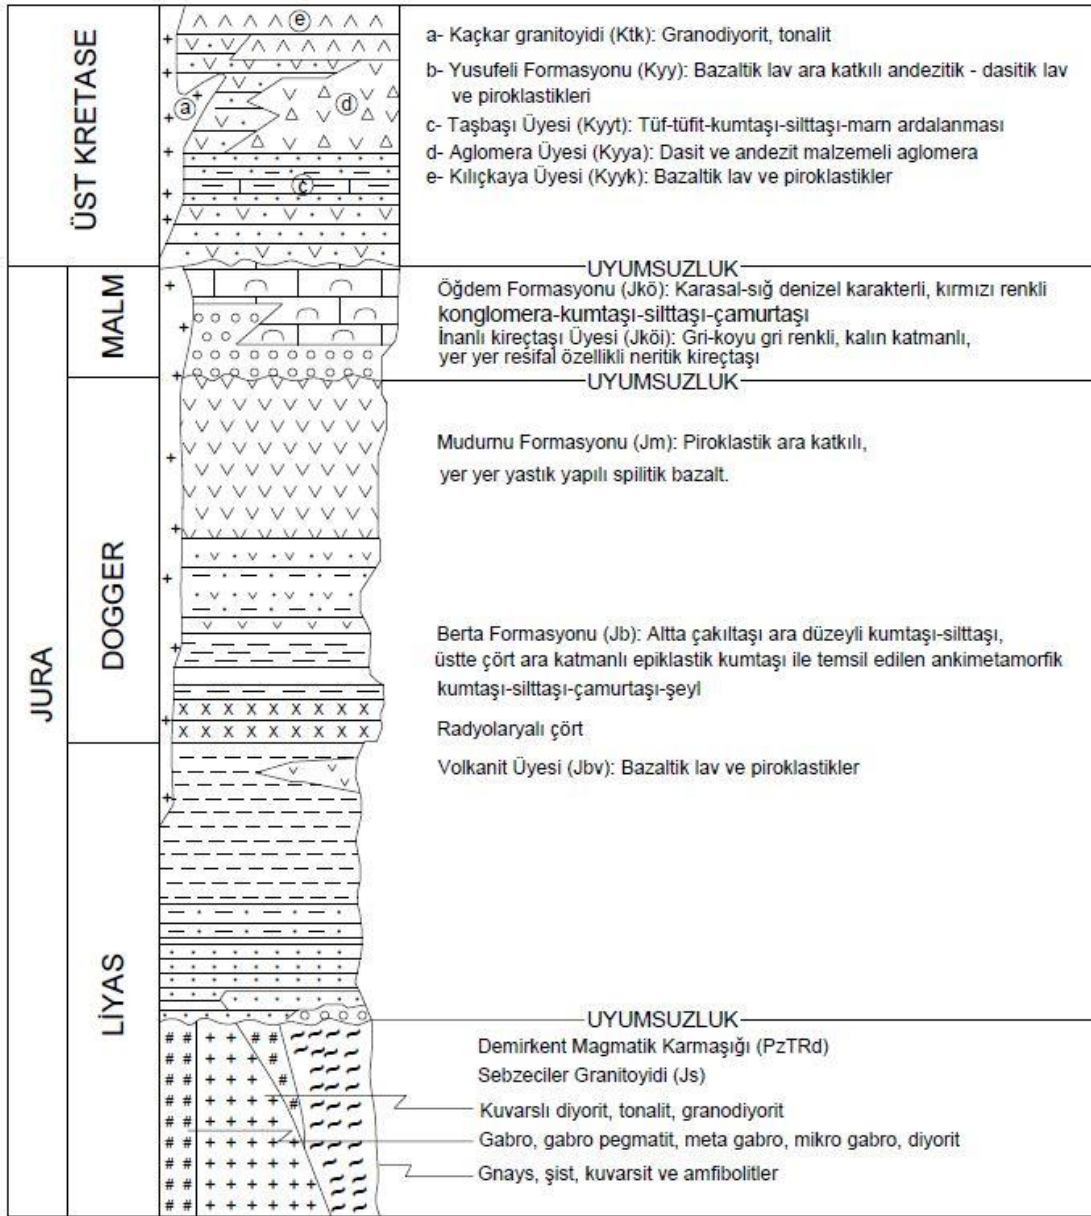 ÜST KRETASE
e
a
d
ç
a- Kaçkar granitoyidi (Ktk): Granodiyorit, tonalit
b- Yusufeli Formasyonu (Kyy): Bazaltik lav ara katkılı andezitik - dasitik lav
ve piroklastikleri
c- Taşbaşı Üyesi (Kyyt): Tüf-tüfit-kumtaşı-silttaşı-marn ardalanması
d- Aglomera Üyesi (Kyya): Dasit ve andezit malzemeli aglomera
e- Kılıçkaya Üyesi (Kyyk): Bazaltik lav ve piroklastikler
UYUMSUZLUK
JURA
MALM
Öğdem Formasyonu (Jkö): Karasal-sığ denizel karakterli, kırmızı renkli
konglomera-kumtaşı-silttaşı-çamurtaşı
İnanlı kireçtaşı Üyesi (Jköi): Gri-koyu gri renkli, kalın katmanlı,
yer yer resifal özellikli neritik kireçtaşı
UYUMSUZLUK
DOGGER
Mudurnu Formasyonu (Jm): Piroklastik ara katkılı,
yer yer yastık yapılı spilitik bazalt.
Berta Formasyonu (Jb): Altta çakıltaşı ara düzeyli kumtaşı-silttaşı,
üstte çört ara katmanlı epiklastik kumtaşı ile temsil edilen ankimetamorfik
kumtaşı-silttaşı-çamurtaşı-şeyl
Radyolaryalı çört
Volkanit Üyesi (Jbv): Bazaltik lav ve piroklastikler
LİYAS
UYUMSUZLUK
Demirkent Magmatik Karmaşığı (PzTRd)
Sebzeciler Granitoyidi (Js)
Kuvarslı diyorit, tonalit, granodiyorit
Gabro, gabro pegmatit, meta gabro, mikro gabro, diyorit
Gnays, şist, kuvarsit ve amfibolitler